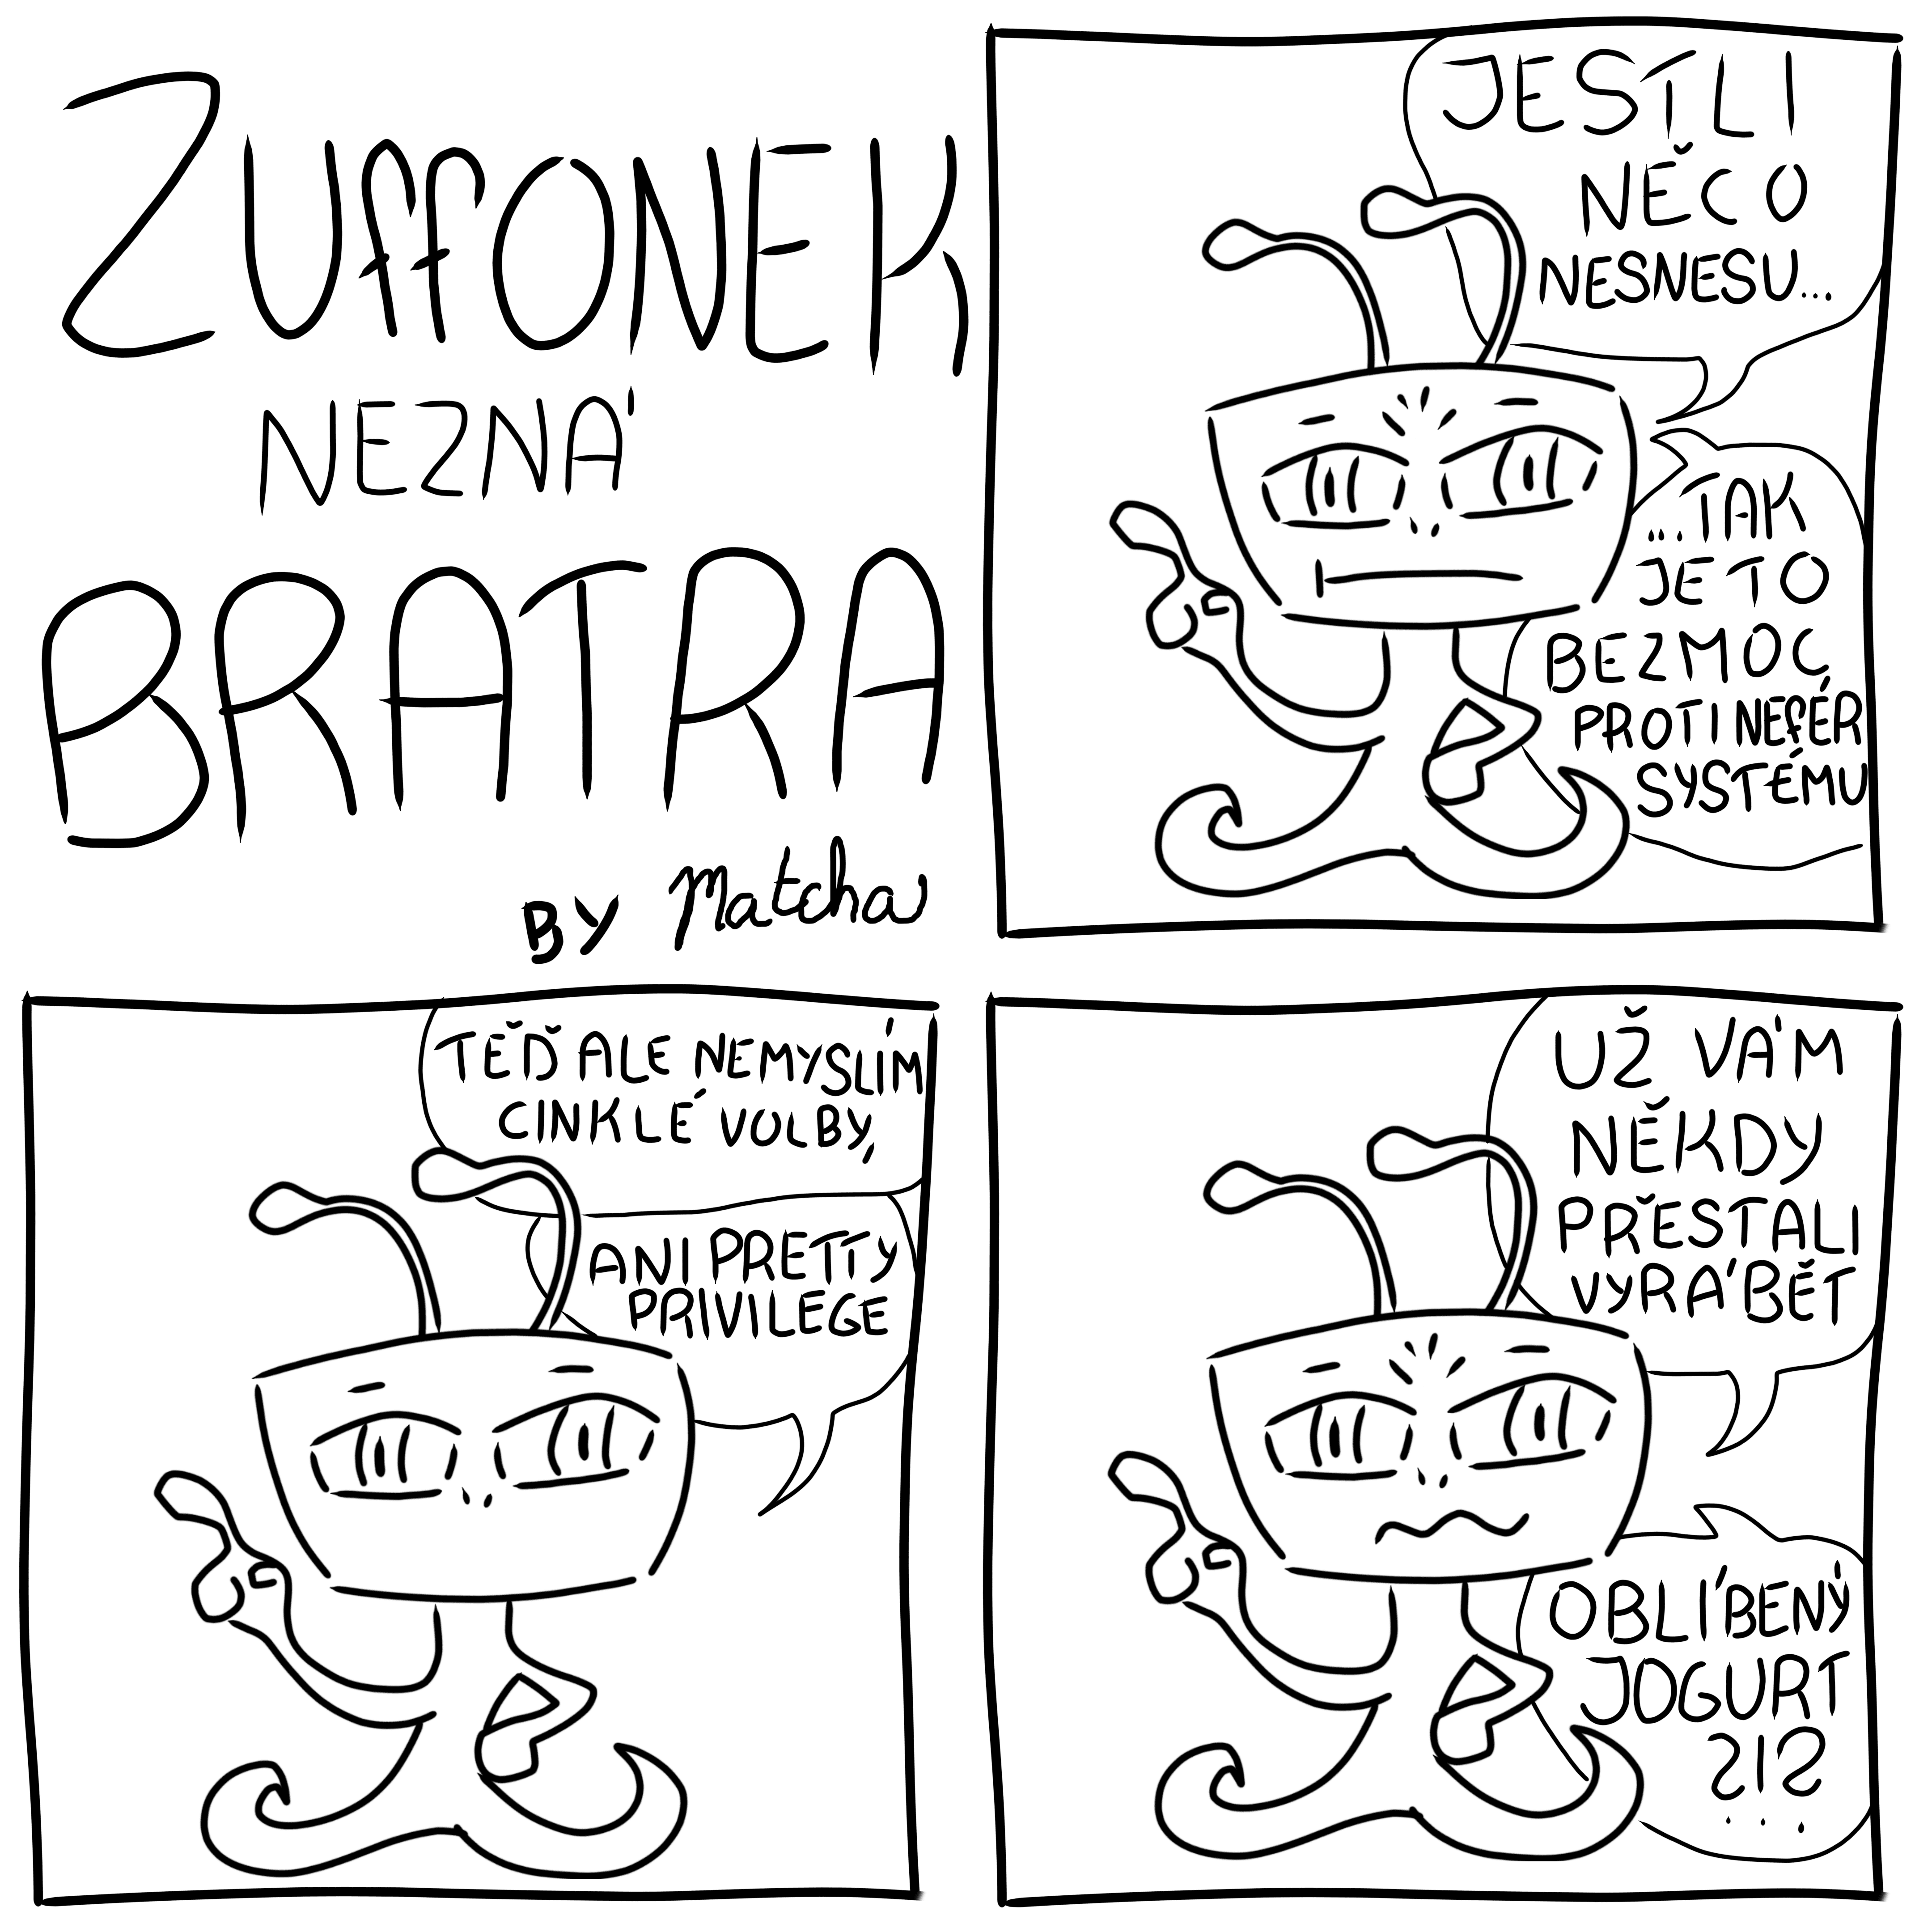 ZUFFONEK
NEZNÁ
BRATRA
BY Matcha
JESTLI
NĚCO
NESNESU...
...TAK
JE TO
BEZMOC
PROTI NEFÉR
SYSTÉMU
TĚĎ ALE NEMYSLÍM
CINKLÉ VOLBY,
ANI PRETTY
PRIVILEGE
UŽ VÁM
NĚKDY
PŘESTALI
VYRÁBĚT
OBLÍBENÝ
JOGURT
?!?
...